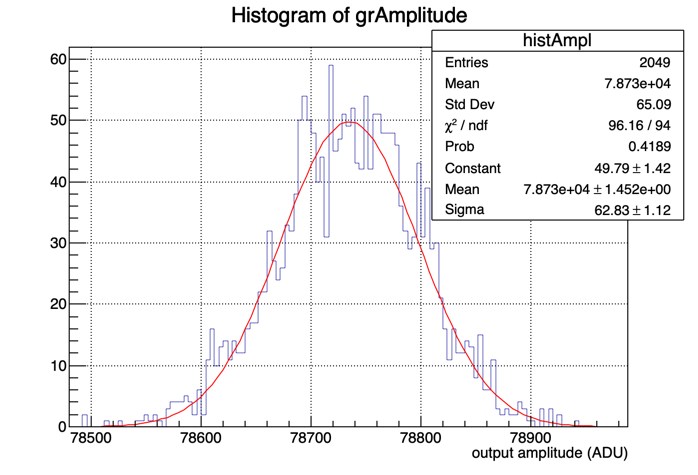 Histogram of grAmplitude
histAmpl
Entries 2049
Mean 7.873e+04
Std Dev 65.09
χ² / ndf 96.16 / 94
Prob 0.4189
Constant 49.79 ± 1.42
Mean 7.873e+04 ± 1.452e+00
Sigma 62.83 ± 1.12
60
50
40
30
20
10
0
78500 78600 78700 78800 78900
output amplitude (ADU)